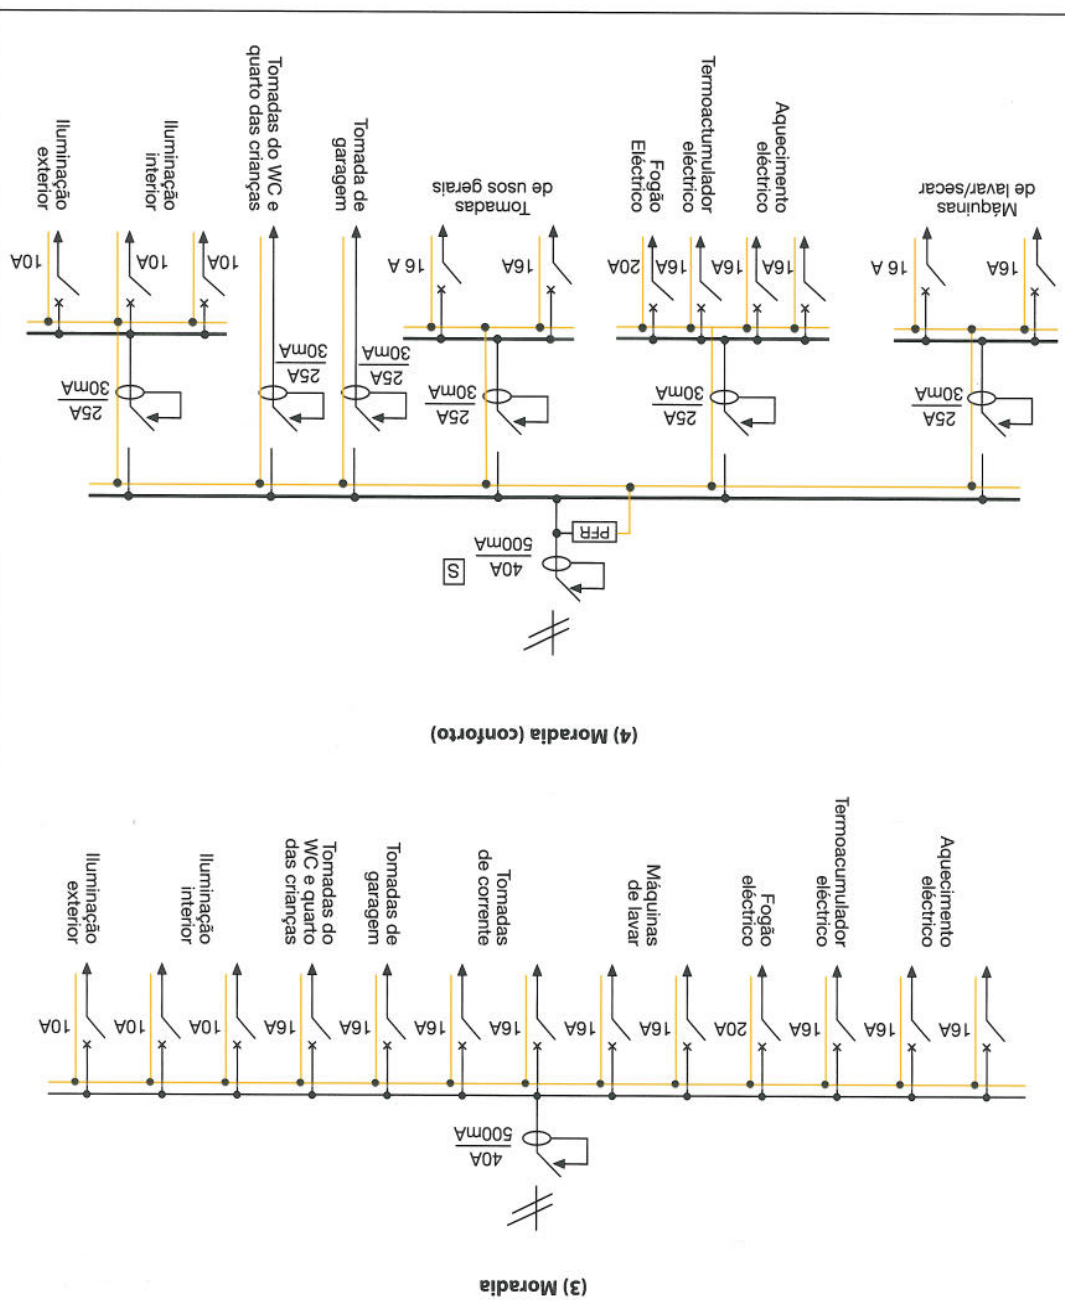 (3) Moradia
40A
500mA
16A
16A
16A
20A
16A
16A
16A
16A
16A
16A
10A
10A
10A
Aquecimento
eléctrico
Termoacumulador
eléctrico
Fogão
eléctrico
Máquinas
de lavar
Tomadas
de corrente
Tomadas de
garagem
Tomadas do
WC e quarto
das crianças
Iluminação
interior
Iluminação
exterior
(4) Moradia (conforto)
40A
500mA
S
PFR
25A
30mA
25A
30mA
25A
30mA
25A
30mA
25A
30mA
25A
30mA
16A
16 A
16A
16A
16A
20A
16A
16 A
10A
10A
10A
Máquinas
de lavar/secar
Aquecimento
eléctrico
Termoactumulador
eléctrico
Fogão
Eléctrico
Tomadas
de usos gerais
Tomada de
garagem
Tomadas do WC e
quarto das crianças
Iluminação
interior
Iluminação
exterior